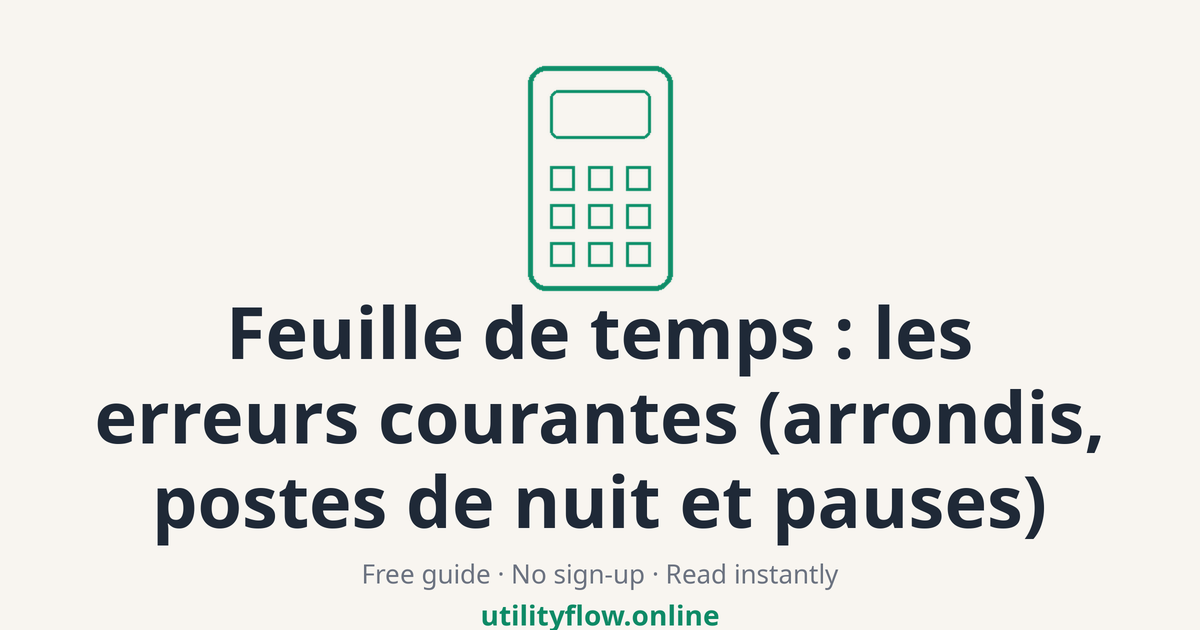 Feuille de temps : les
erreurs courantes (arrondis,
postes de nuit et pauses)
Free guide · No sign-up · Read instantly
utilityflow.online